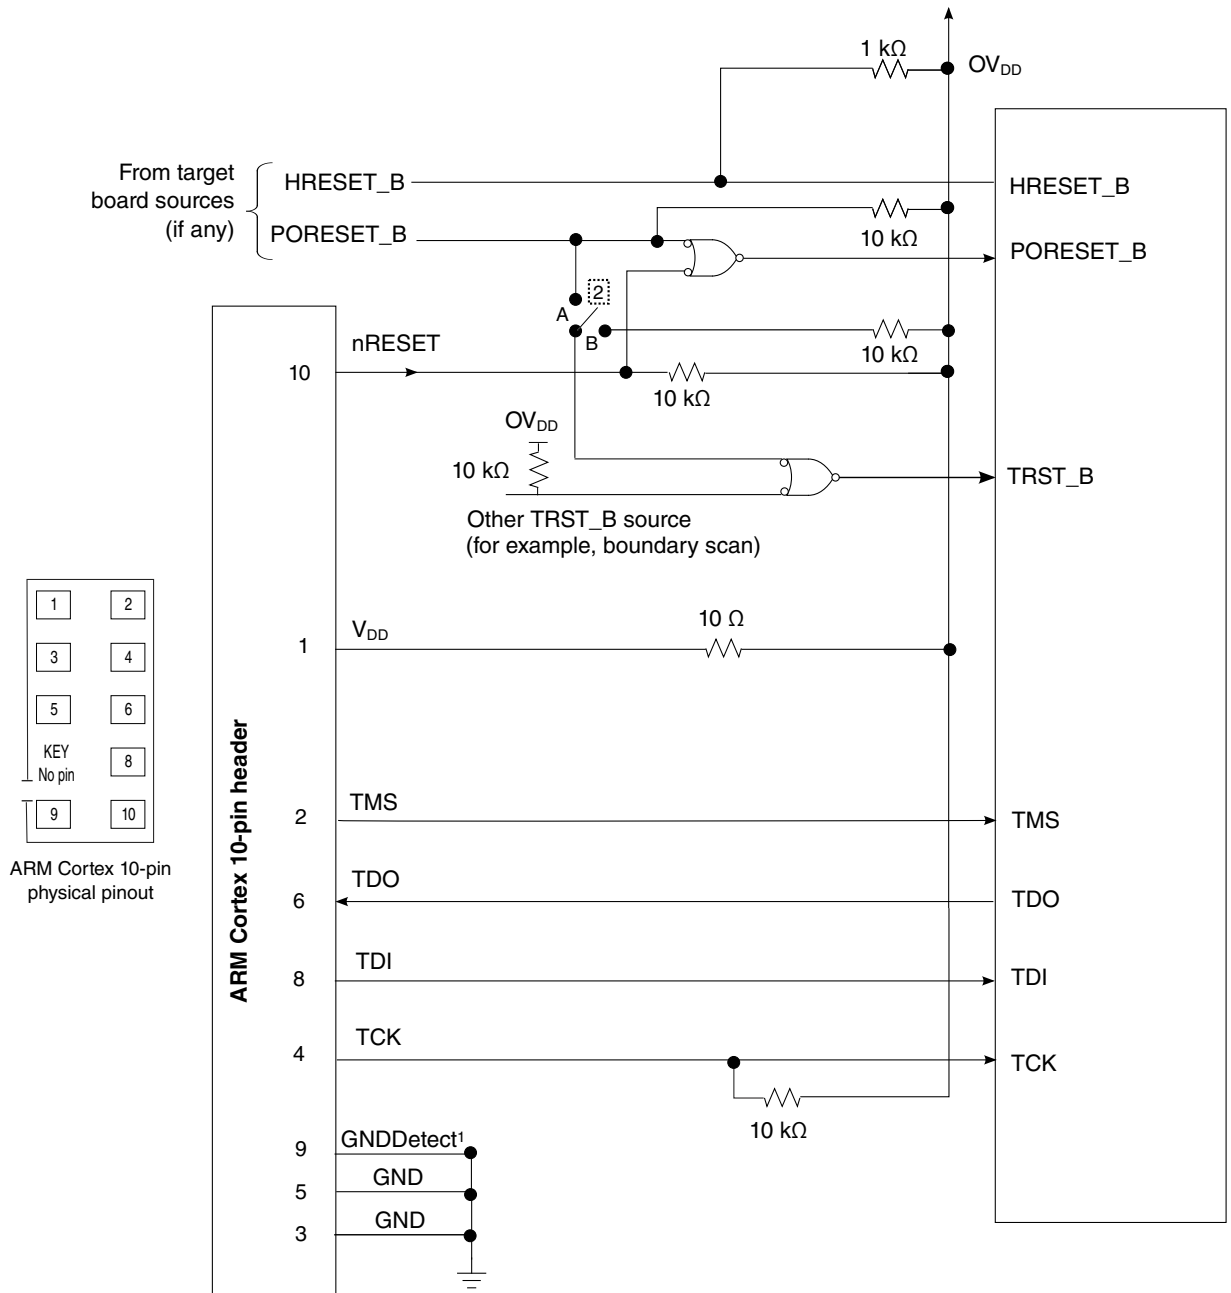 1 kΩ
OVDD
From target
board sources
(if any)
HRESET_B
HRESET_B
PORESET_B
10 kΩ
PORESET_B
2
A
B
nRESET
10
10 kΩ
10 kΩ
OVDD
10 kΩ
TRST_B
Other TRST_B source
(for example, boundary scan)
1
2
3
4
5
6
KEY
No pin
8
9
10
ARM Cortex 10-pin
physical pinout
ARM Cortex 10-pin header
1
VDD
10 Ω
2
TMS
TMS
6
TDO
TDO
8
TDI
TDI
4
TCK
TCK
10 kΩ
9
GNDDetect¹
5
GND
3
GND